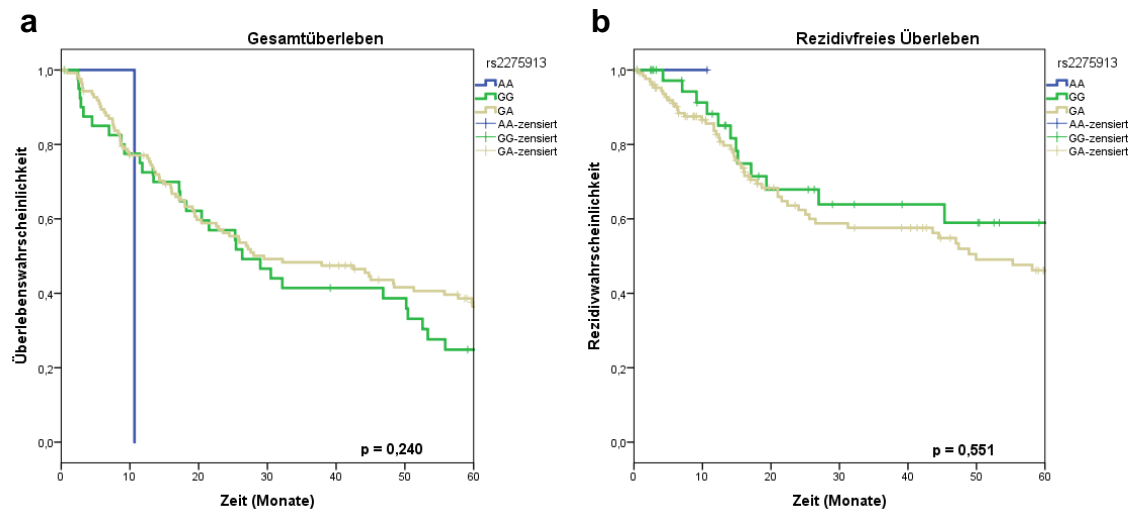 a
Gesamtüberleben
Überlebenswahrscheinlichkeit
1,0
0,8
0,6
0,4
0,2
0,0
0
10
20
30
40
50
60
Zeit (Monate)
p = 0,240
rs2275913
AA
GG
GA
AA-zensiert
GG-zensiert
GA-zensiert
b
Rezidivfreies Überleben
Rezidivwahrscheinlichkeit
1,0
0,8
0,6
0,4
0,2
0,0
0
10
20
30
40
50
60
Zeit (Monate)
p = 0,551
rs2275913
AA
GG
GA
AA-zensiert
GG-zensiert
GA-zensiert